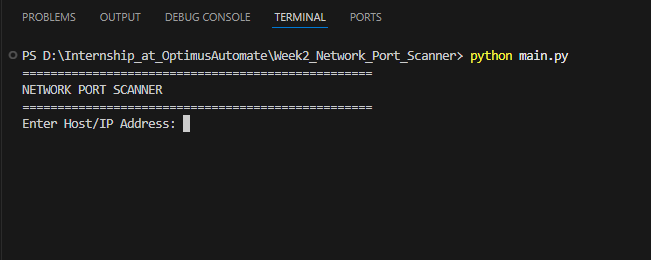 PROBLEMS OUTPUT DEBUG CONSOLE TERMINAL PORTS
PS D:\Internship_at_OptimusAutomate\Week2_Network_Port_Scanner> python main.py
==================================================
NETWORK PORT SCANNER
==================================================
Enter Host/IP Address: